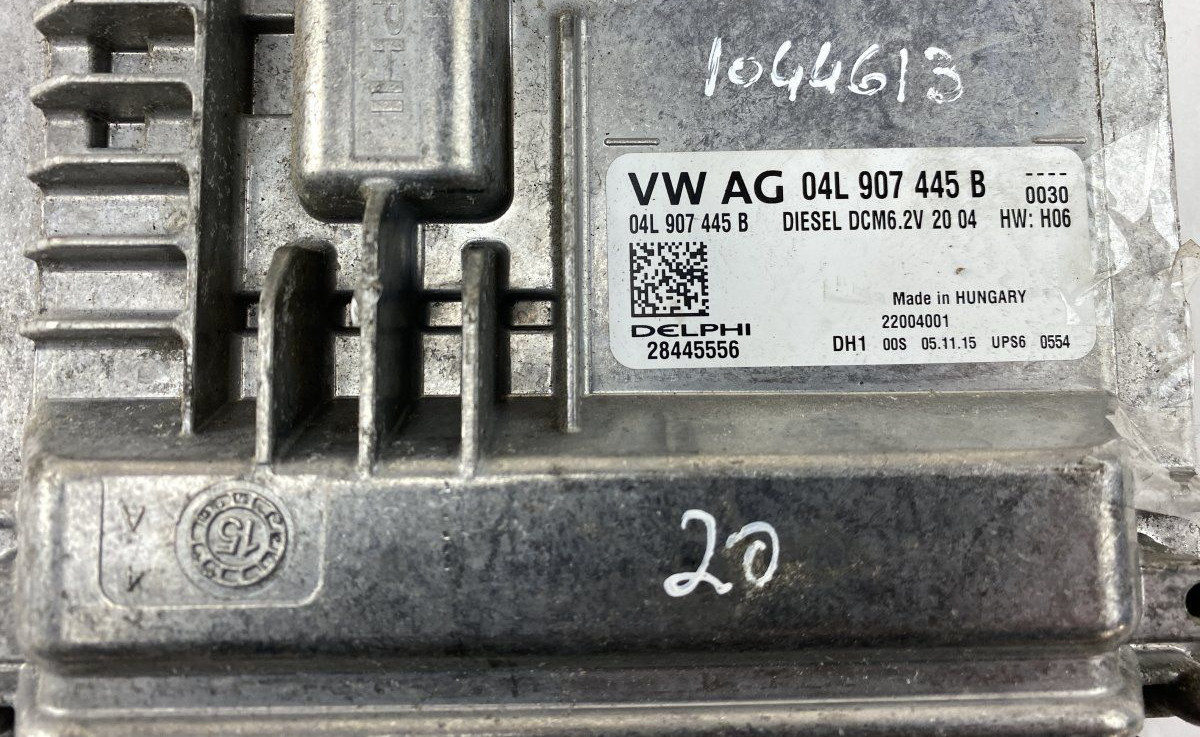 1044613
VW AG 04L 907 445 B
----
0030
04L 907 445 B DIESEL DCM6.2V 20 04 HW: H06
Made in HUNGARY
22004001
DELPHI
28445556
DH1 00S 05.11.15 UPS6 0554
15
A
20